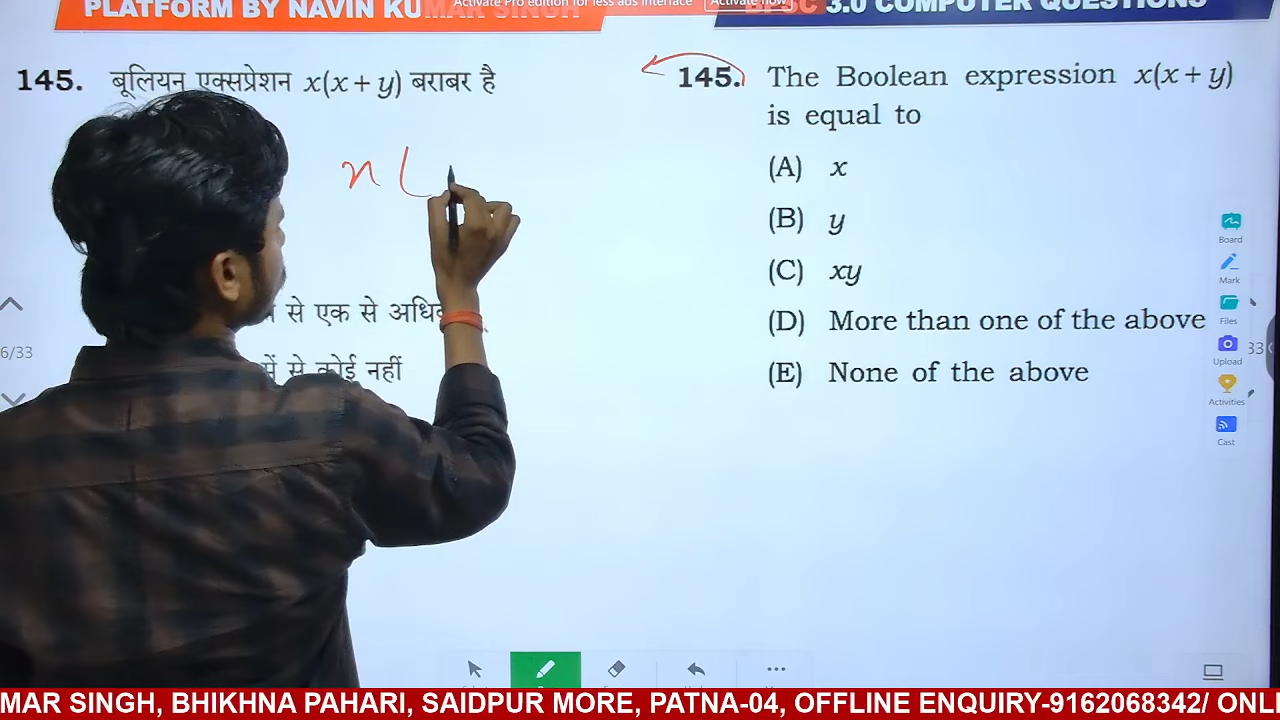 PLATFORM BY NAVIN KUMAR SINGH
Activate Pro edition for less ads interface Activate now
BPSC 3.0 COMPUTER QUESTIONS
145. बूलियन एक्सप्रेशन x(x + y) बराबर है
x (
से एक से अधिक
में से कोई नहीं
6/33
145. The Boolean expression x(x + y)
is equal to
(A) x
(B) y
(C) xy
(D) More than one of the above
(E) None of the above
Board
Mark
Files
Upload
33
Activities
Cast
MAR SINGH, BHIKHNA PAHARI, SAIDPUR MORE, PATNA-04, OFFLINE ENQUIRY-9162068342/ ONLI